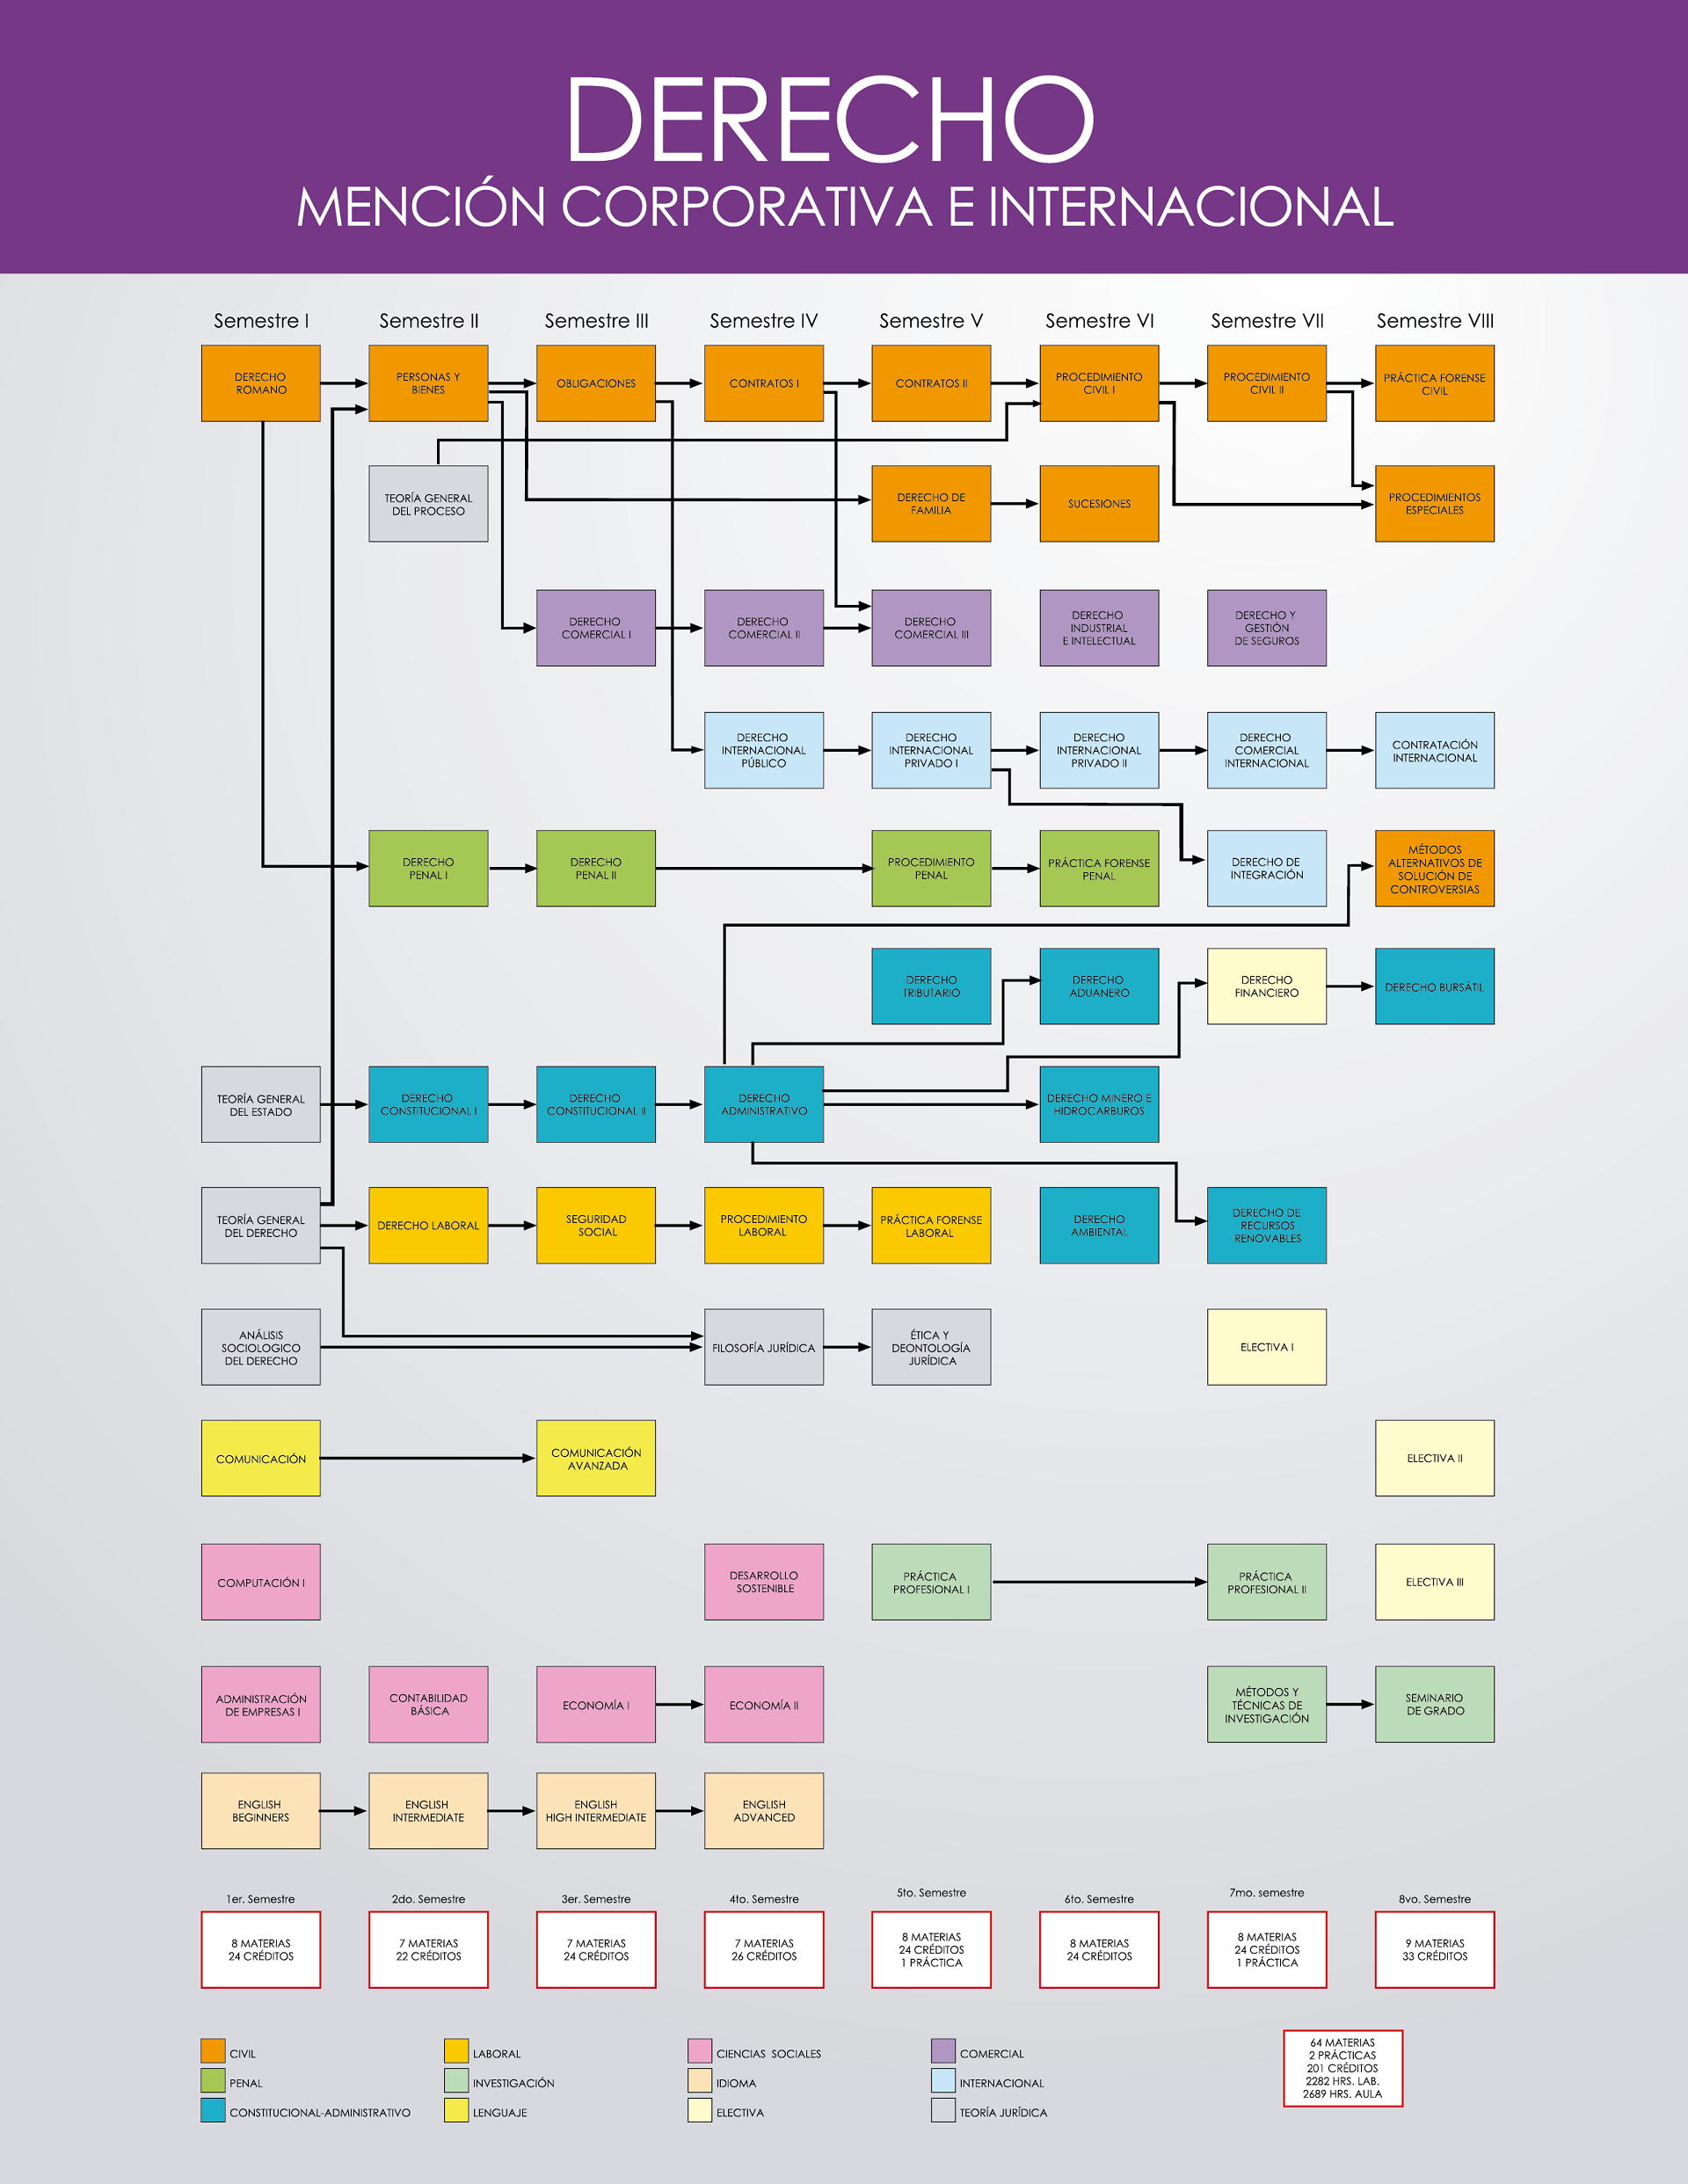 DERECHO
MENCIÓN CORPORATIVA E INTERNACIONAL
Semestre I
Semestre II
Semestre III
Semestre IV
Semestre V
Semestre VI
Semestre VII
Semestre VIII
DERECHO
ROMANO
PERSONAS Y
BIENES
OBLIGACIONES
CONTRATOS I
CONTRATOS II
PROCEDIMIENTO
CIVIL I
PROCEDIMIENTO
CIVIL II
PRÁCTICA FORENSE
CIVIL
TEORÍA GENERAL
DEL PROCESO
DERECHO DE
FAMILIA
SUCESIONES
PROCEDIMIENTOS
ESPECIALES
DERECHO
COMERCIAL I
DERECHO
COMERCIAL II
DERECHO
COMERCIAL III
DERECHO
INDUSTRIAL
E INTELECTUAL
DERECHO Y
GESTIÓN
DE SEGUROS
DERECHO
INTERNACIONAL
PÚBLICO
DERECHO
INTERNACIONAL
PRIVADO I
DERECHO
INTERNACIONAL
PRIVADO II
DERECHO
COMERCIAL
INTERNACIONAL
CONTRATACIÓN
INTERNACIONAL
DERECHO
PENAL I
DERECHO
PENAL II
PROCEDIMIENTO
PENAL
PRÁCTICA FORENSE
PENAL
DERECHO DE
INTEGRACIÓN
MÉTODOS
ALTERNATIVOS DE
SOLUCIÓN DE
CONTROVERSIAS
DERECHO
TRIBUTARIO
DERECHO
ADUANERO
DERECHO
FINANCIERO
DERECHO BURSÁTIL
TEORÍA GENERAL
DEL ESTADO
DERECHO
CONSTITUCIONAL I
DERECHO
CONSTITUCIONAL II
DERECHO
ADMINISTRATIVO
DERECHO MINERO E
HIDROCARBUROS
TEORÍA GENERAL
DEL DERECHO
DERECHO LABORAL
SEGURIDAD
SOCIAL
PROCEDIMIENTO
LABORAL
PRÁCTICA FORENSE
LABORAL
DERECHO
AMBIENTAL
DERECHO DE
RECURSOS
RENOVABLES
ANÁLISIS
SOCIOLOGICO
DEL DERECHO
FILOSOFÍA JURÍDICA
ÉTICA Y
DEONTOLOGÍA
JURÍDICA
ELECTIVA I
COMUNICACIÓN
COMUNICACIÓN
AVANZADA
ELECTIVA II
COMPUTACIÓN I
DESARROLLO
SOSTENIBLE
PRÁCTICA
PROFESIONAL I
PRÁCTICA
PROFESIONAL II
ELECTIVA III
ADMINISTRACIÓN
DE EMPRESAS I
CONTABILIDAD
BÁSICA
ECONOMÍA I
ECONOMÍA II
MÉTODOS Y
TÉCNICAS DE
INVESTIGACIÓN
SEMINARIO
DE GRADO
ENGLISH
BEGINNERS
ENGLISH
INTERMEDIATE
ENGLISH
HIGH INTERMEDIATE
ENGLISH
ADVANCED
1er. Semestre
2do. Semestre
3er. Semestre
4to. Semestre
5to. Semestre
6to. Semestre
7mo. semestre
8vo. Semestre
8 MATERIAS
24 CRÉDITOS
7 MATERIAS
22 CRÉDITOS
7 MATERIAS
24 CRÉDITOS
7 MATERIAS
26 CRÉDITOS
8 MATERIAS
24 CRÉDITOS
1 PRÁCTICA
8 MATERIAS
24 CRÉDITOS
8 MATERIAS
24 CRÉDITOS
1 PRÁCTICA
9 MATERIAS
33 CRÉDITOS
CIVIL
LABORAL
CIENCIAS SOCIALES
COMERCIAL
PENAL
INVESTIGACIÓN
IDIOMA
INTERNACIONAL
CONSTITUCIONAL-ADMINISTRATIVO
LENGUAJE
ELECTIVA
TEORÍA JURÍDICA
64 MATERIAS
2 PRÁCTICAS
201 CRÉDITOS
2282 HRS. LAB.
2689 HRS. AULA